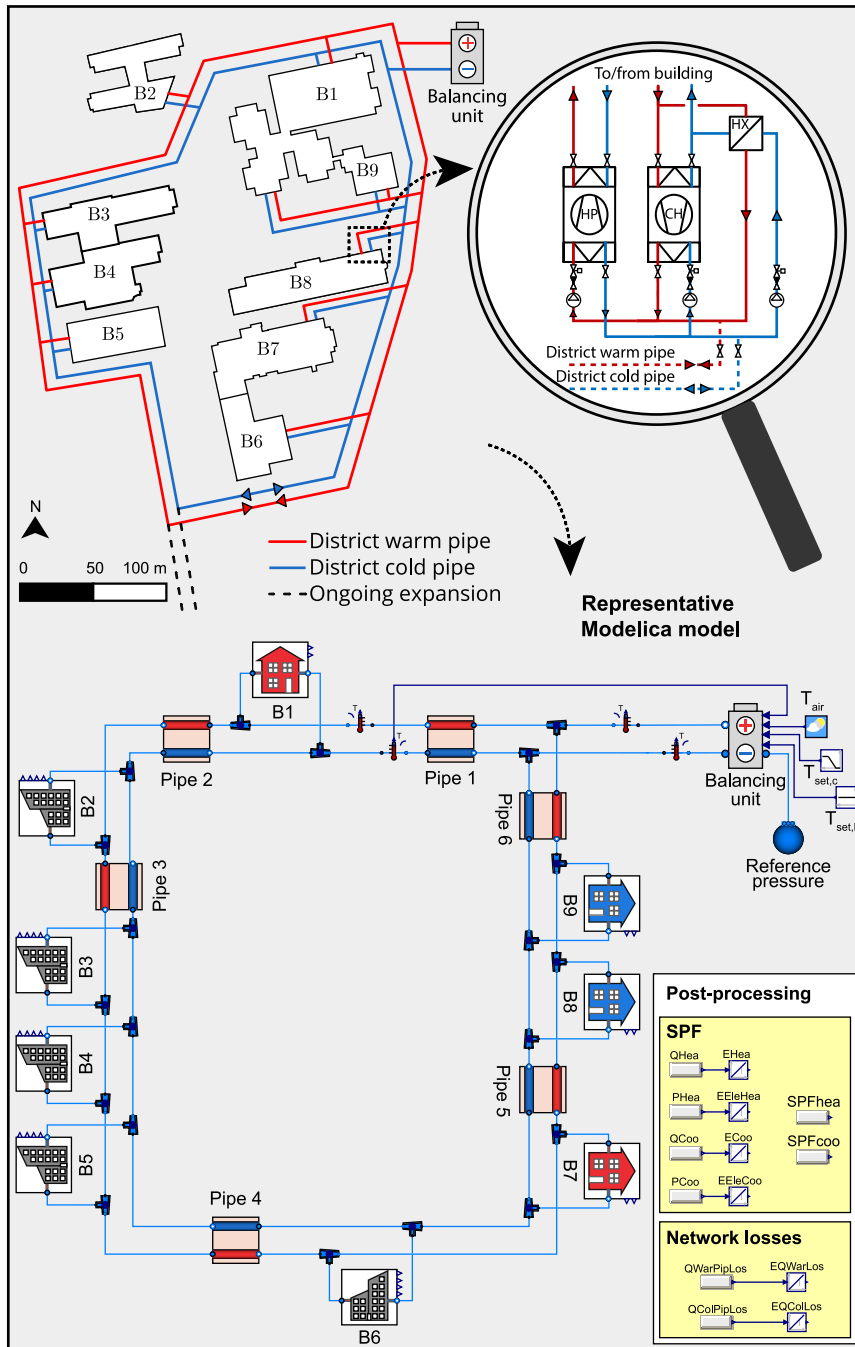 B2
B1
Balancing
unit
To/from building
HX
B9
HP
CH
B3
B4
B8
B5
B7
District warm pipe
District cold pipe
B6
N
0 50 100 m
District warm pipe
District cold pipe
Ongoing expansion
Representative
Modelica model
B1
T
T
T
T
Pipe 2
Pipe 1
T air
T set,c
Balancing
unit
Reference
pressure
B2
Pipe 3
Pipe 6
B9
B3
B8
B4
Pipe 5
B5
B7
Pipe 4
B6
Post-processing
SPF
QHea EHea
PHea EEleHea
SPFhea
QCoo ECoo
SPFcoo
PCoo EEleCoo
Network losses
QWarPipLos EQWarLos
QColPipLos EQColLos